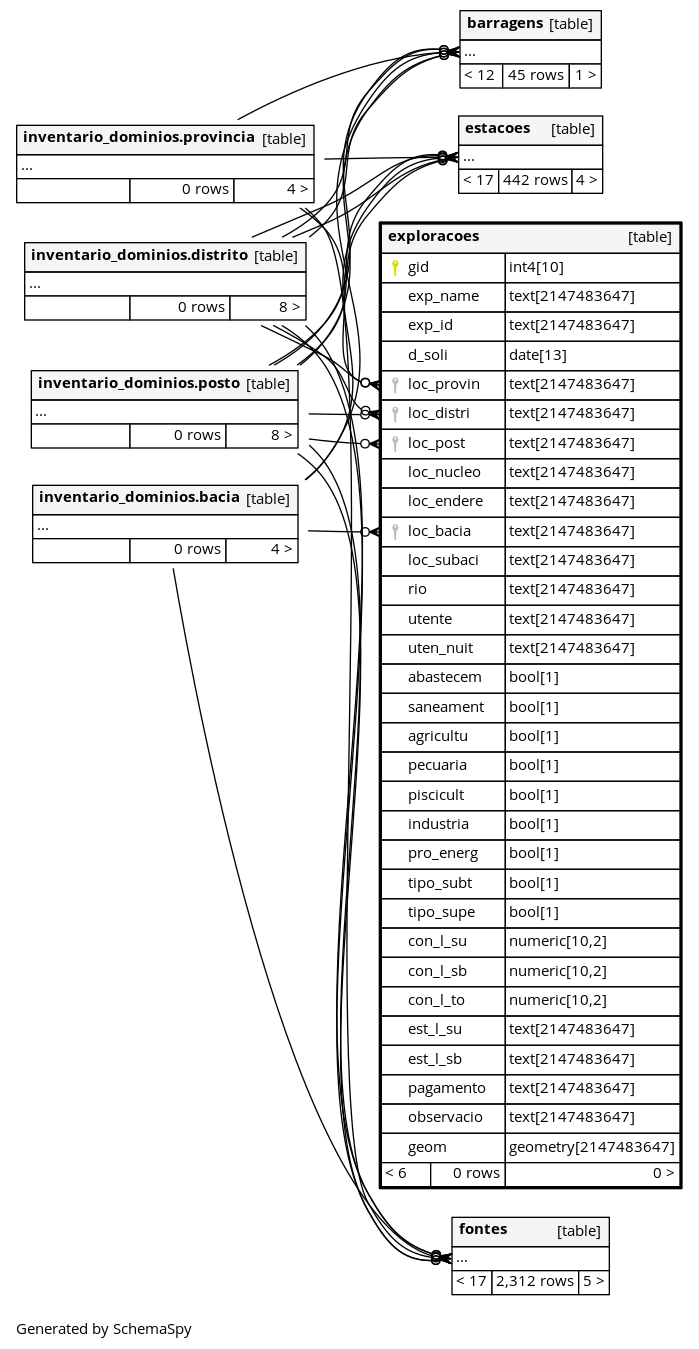 barragens [table]
...
< 12 45 rows 1 >
estacoes [table]
...
< 17 442 rows 4 >
inventario_dominios.provincia [table]
...
0 rows 4 >
inventario_dominios.distrito [table]
...
0 rows 8 >
inventario_dominios.posto [table]
...
0 rows 8 >
inventario_dominios.bacia [table]
...
0 rows 4 >
exploracoes [table]
gid int4[10]
exp_name text[2147483647]
exp_id text[2147483647]
d_soli date[13]
loc_provin text[2147483647]
loc_distri text[2147483647]
loc_post text[2147483647]
loc_nucleo text[2147483647]
loc_endere text[2147483647]
loc_bacia text[2147483647]
loc_subaci text[2147483647]
rio text[2147483647]
utente text[2147483647]
uten_nuit text[2147483647]
abastecem bool[1]
saneament bool[1]
agricultu bool[1]
pecuaria bool[1]
piscicult bool[1]
industria bool[1]
pro_energ bool[1]
tipo_subt bool[1]
tipo_supe bool[1]
con_l_su numeric[10,2]
con_l_sb numeric[10,2]
con_l_to numeric[10,2]
est_l_su text[2147483647]
est_l_sb text[2147483647]
pagamento text[2147483647]
observacio text[2147483647]
geom geometry[2147483647]
< 6 0 rows 0 >
fontes [table]
...
< 17 2,312 rows 5 >
Generated by SchemaSpy